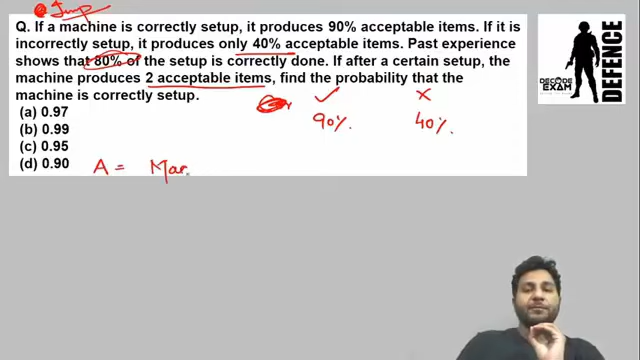 Imp
Q. If a machine is correctly setup, it produces 90% acceptable items. If it is
incorrectly setup, it produces only 40% acceptable items. Past experience
shows that 80% of the setup is correctly done. If after a certain setup, the
machine produces 2 acceptable items, find the probability that the
machine is correctly setup.
✓ ×
(a) 0.97
90% 40%.
(b) 0.99
(c) 0.95
(d) 0.90
A = Mar
DECODE
EXAM
DEFENCE